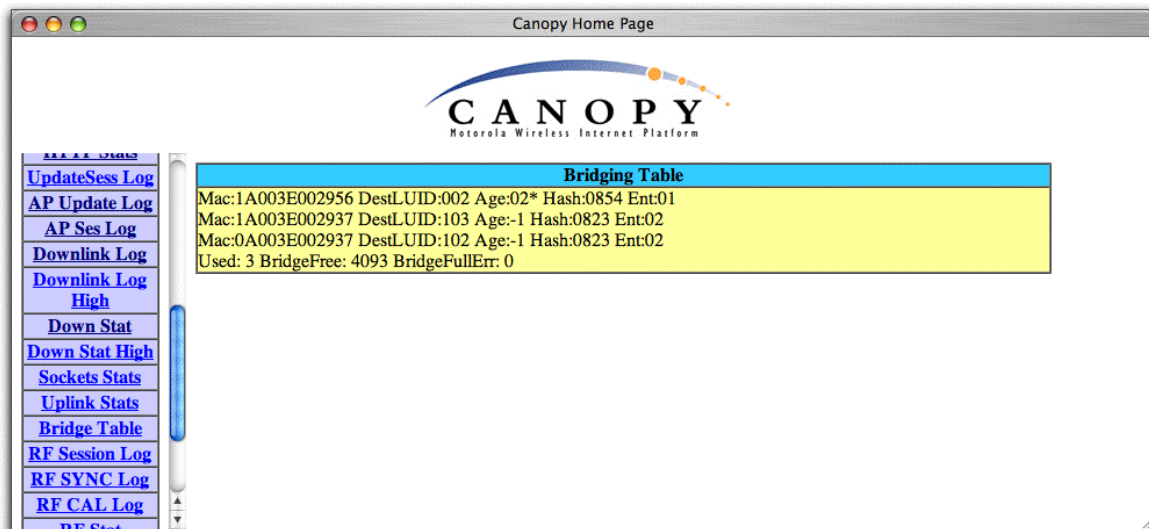 Canopy Home Page
CANOPY
Motorola Wireless Internet Platform
HTTP Stats
UpdateSess Log
AP Update Log
AP Ses Log
Downlink Log
Downlink Log
High
Down Stat
Down Stat High
Sockets Stats
Uplink Stats
Bridge Table
RF Session Log
RF SYNC Log
RF CAL Log
RF Stat
Bridging Table
Mac:1A003E002956 DestLUID:002 Age:02* Hash:0854 Ent:01
Mac:1A003E002937 DestLUID:103 Age:-1 Hash:0823 Ent:02
Mac:0A003E002937 DestLUID:102 Age:-1 Hash:0823 Ent:02
Used: 3 BridgeFree: 4093 BridgeFullErr: 0